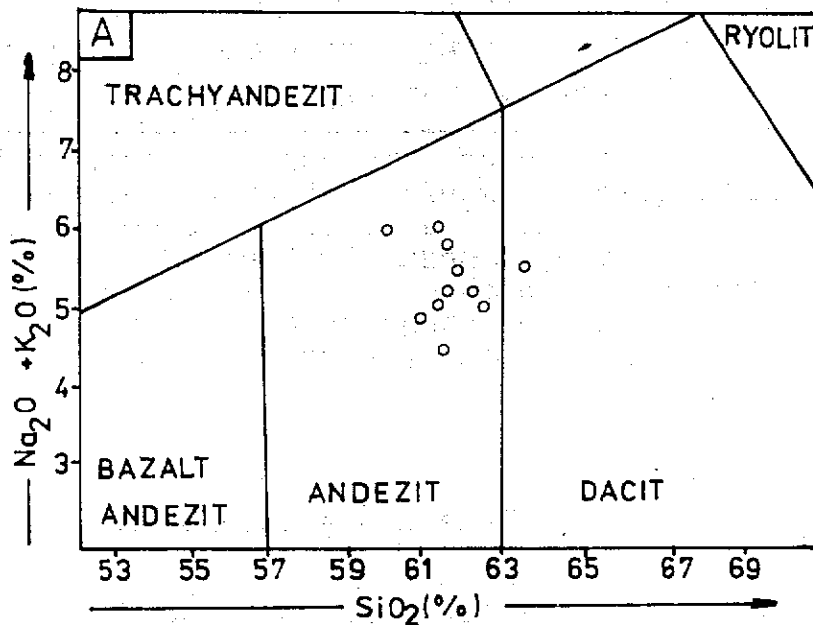 A
RYOLIT
TRACHYANDEZIT
BAZALT
ANDEZIT
ANDEZIT
DACIT
8
7
6
5
4
3
Na2O +K2O (%)
53 55 57 59 61 63 65 67 69
SiO2(%)